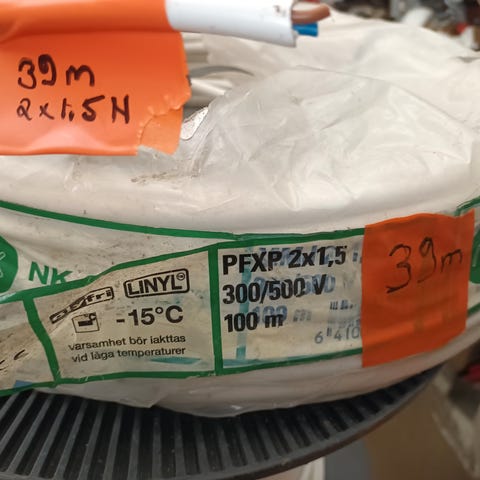 39m
2x1,5H
NK
LINYL
-15°C
varsamhet bör iakttas
vid låga temperaturer
PFXP 2x1,5
300/500 V
100 m
39m